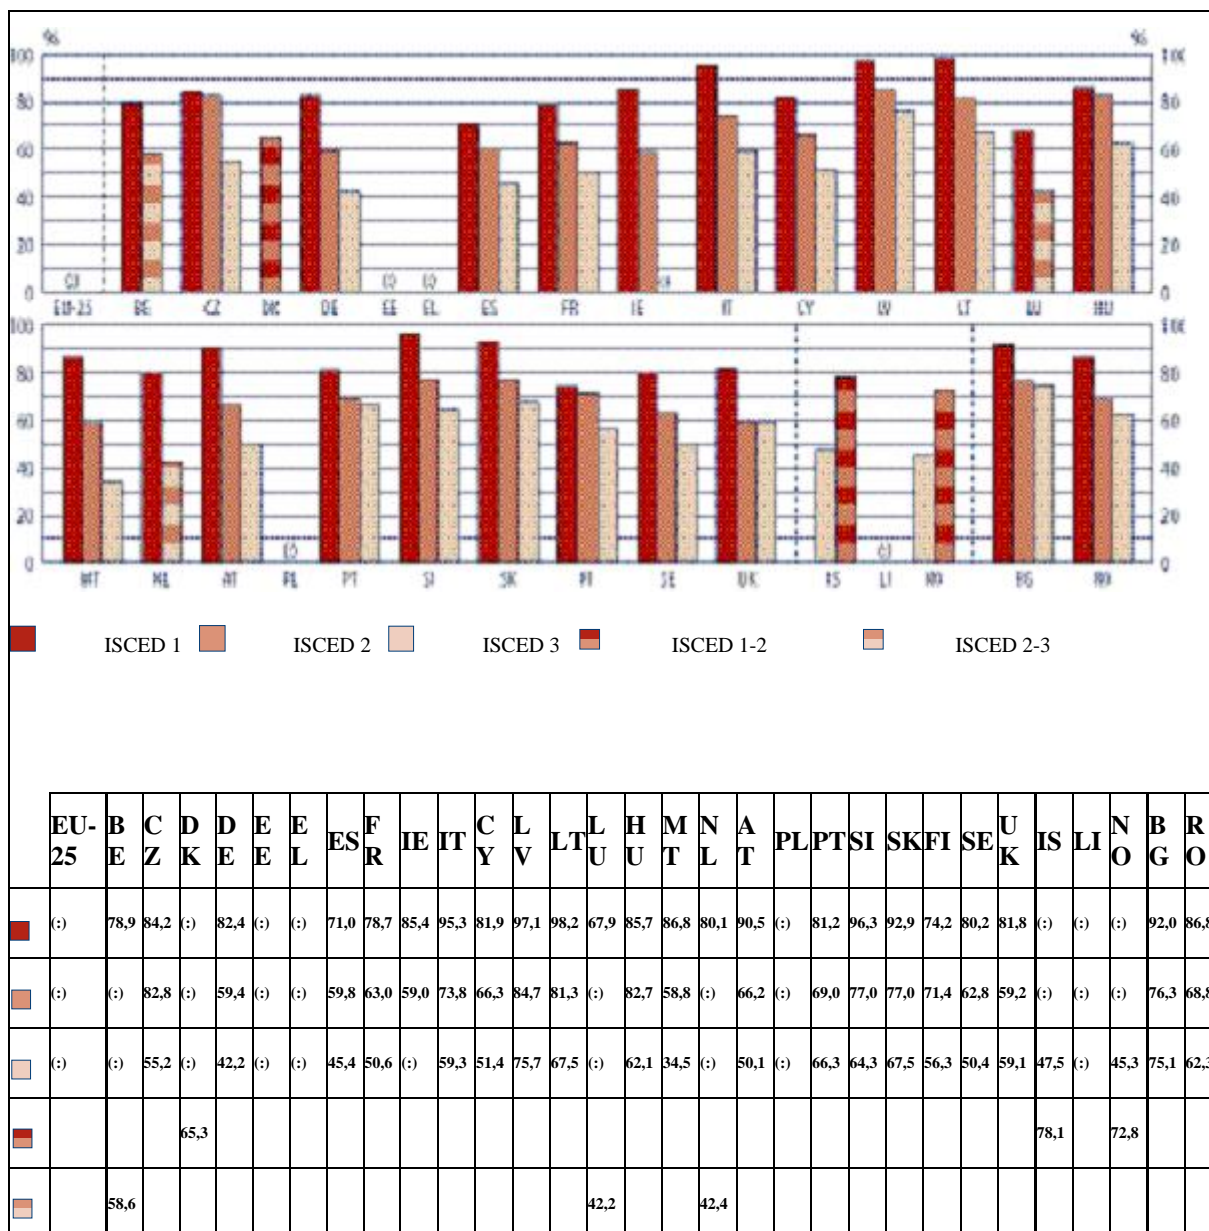 % %
100 100
80 80
60 60
40 40
20 20
0 0
(:) (:) (:) (:)
EU-25 BE CZ DK DE EE EL ES FR IE IT CY LV LT LU HU
100 100
80 80
60 60
40 40
20 20
0 0
(:) (:)
MT NL AT PL PT SI SK FI SE UK IS LI NO BG RO
ISCED 1 ISCED 2 ISCED 3 ISCED 1-2 ISCED 2-3
EU-25 BE CZ DK DE EE EL ES FR IE IT CY LV LT LU HU MT NL AT PL PT SI SK FI SE UK IS LI NO BG RO
(:) 78,9 84,2 (:) 82,4 (:) (:) 71,0 78,7 85,4 95,3 81,9 97,1 98,2 67,9 85,7 86,8 80,1 90,5 (:) 81,2 96,3 92,9 74,2 80,2 81,8 (:) (:) (:) 92,0 86,8
(:) (:) 82,8 (:) 59,4 (:) (:) 59,8 63,0 59,0 73,8 66,3 84,7 81,3 (:) 82,7 58,8 (:) 66,2 (:) 69,0 77,0 77,0 71,4 62,8 59,2 (:) (:) (:) 76,3 68,8
(:) (:) 55,2 (:) 42,2 (:) (:) 45,4 50,6 (:) 59,3 51,4 75,7 67,5 (:) 62,1 34,5 (:) 50,1 (:) 66,3 64,3 67,5 56,3 50,4 59,1 47,5 (:) 45,3 75,1 62,3
65,3 78,1 72,8
58,6 42,2 42,4